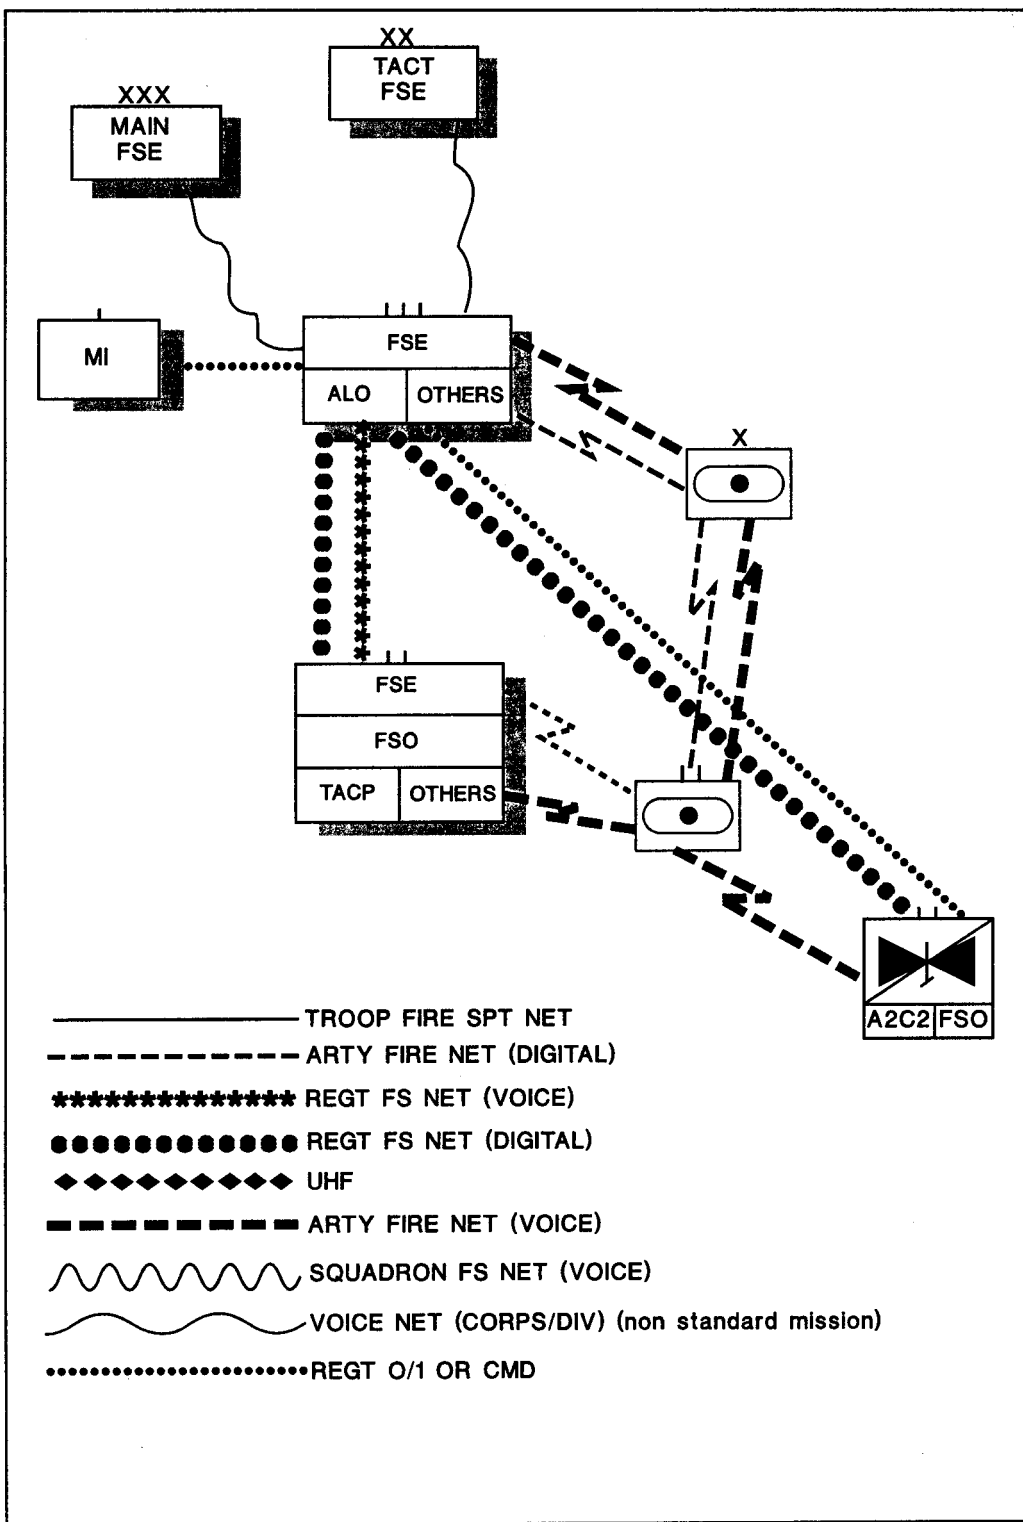 XX
TACT
FSE
XXX
MAIN
FSE
MI
FSE
ALO OTHERS
X
FSE
FSO
TACP OTHERS
A2C2 FSO
TROOP FIRE SPT NET
ARTY FIRE NET (DIGITAL)
REGT FS NET (VOICE)
REGT FS NET (DIGITAL)
UHF
ARTY FIRE NET (VOICE)
SQUADRON FS NET (VOICE)
VOICE NET (CORPS/DIV) (non standard mission)
REGT O/1 OR CMD